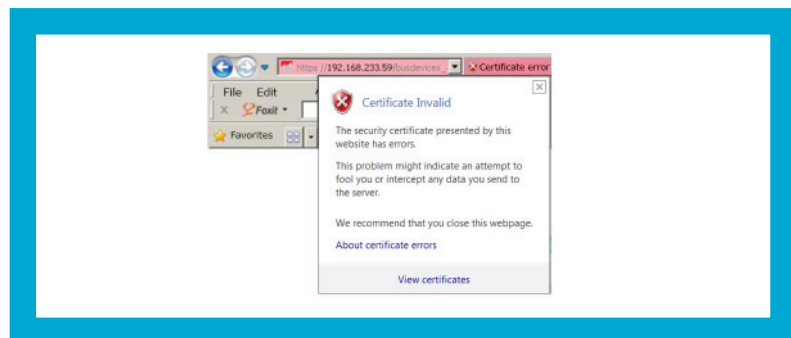 https://192.168.233.59/busdevices_ Certificate error
File Edit
Foxit
Favorites
Certificate Invalid
The security certificate presented by this
website has errors.
This problem might indicate an attempt to
fool you or intercept any data you send to
the server.
We recommend that you close this webpage.
About certificate errors
View certificates